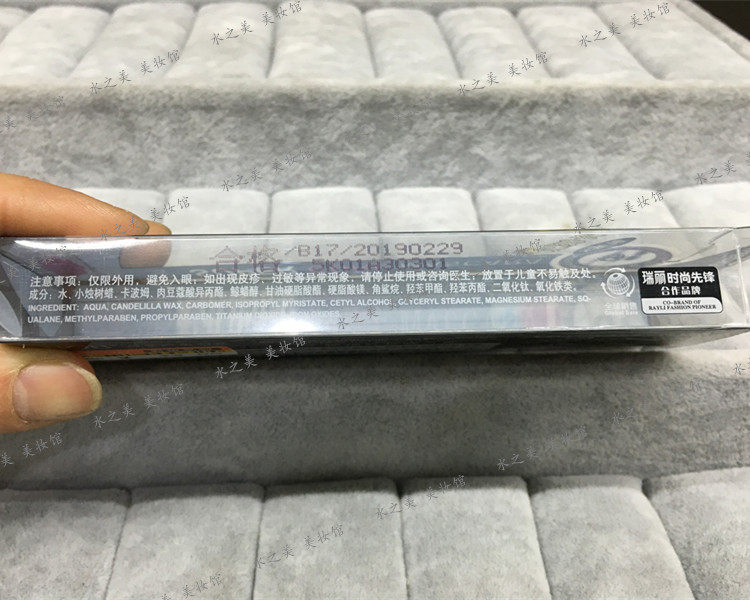 水之美 美妆馆
合格/B17/20190229
SK01830301
注意事项：仅限外用，避免入眼，如出现皮疹、过敏等异常现象，请停止使用或咨询医生；放置于儿童不易触及处。
成分：水、小烛树蜡、卡波姆、肉豆蔻酸异丙酯、鲸蜡醇、甘油硬脂酸酯、硬脂酸镁、角鲨烷、羟苯甲酯、羟苯丙酯、二氧化钛、氧化铁类。
INGREDIENT: AQUA, CANDELILLA WAX, CARBOMER, ISOPROPYL MYRISTATE, CETYL ALCOHOL, GLYCERYL STEARATE, MAGNESIUM STEARATE, SQ-
UALANE, METHYLPARABEN, PROPYLPARABEN, TITANIUM DIOXIDE, IRON OXIDES.
全球销售
Global Sale
瑞丽时尚先锋
合作品牌
CO-BRAND OF
RAYLI FASHION PIONEER